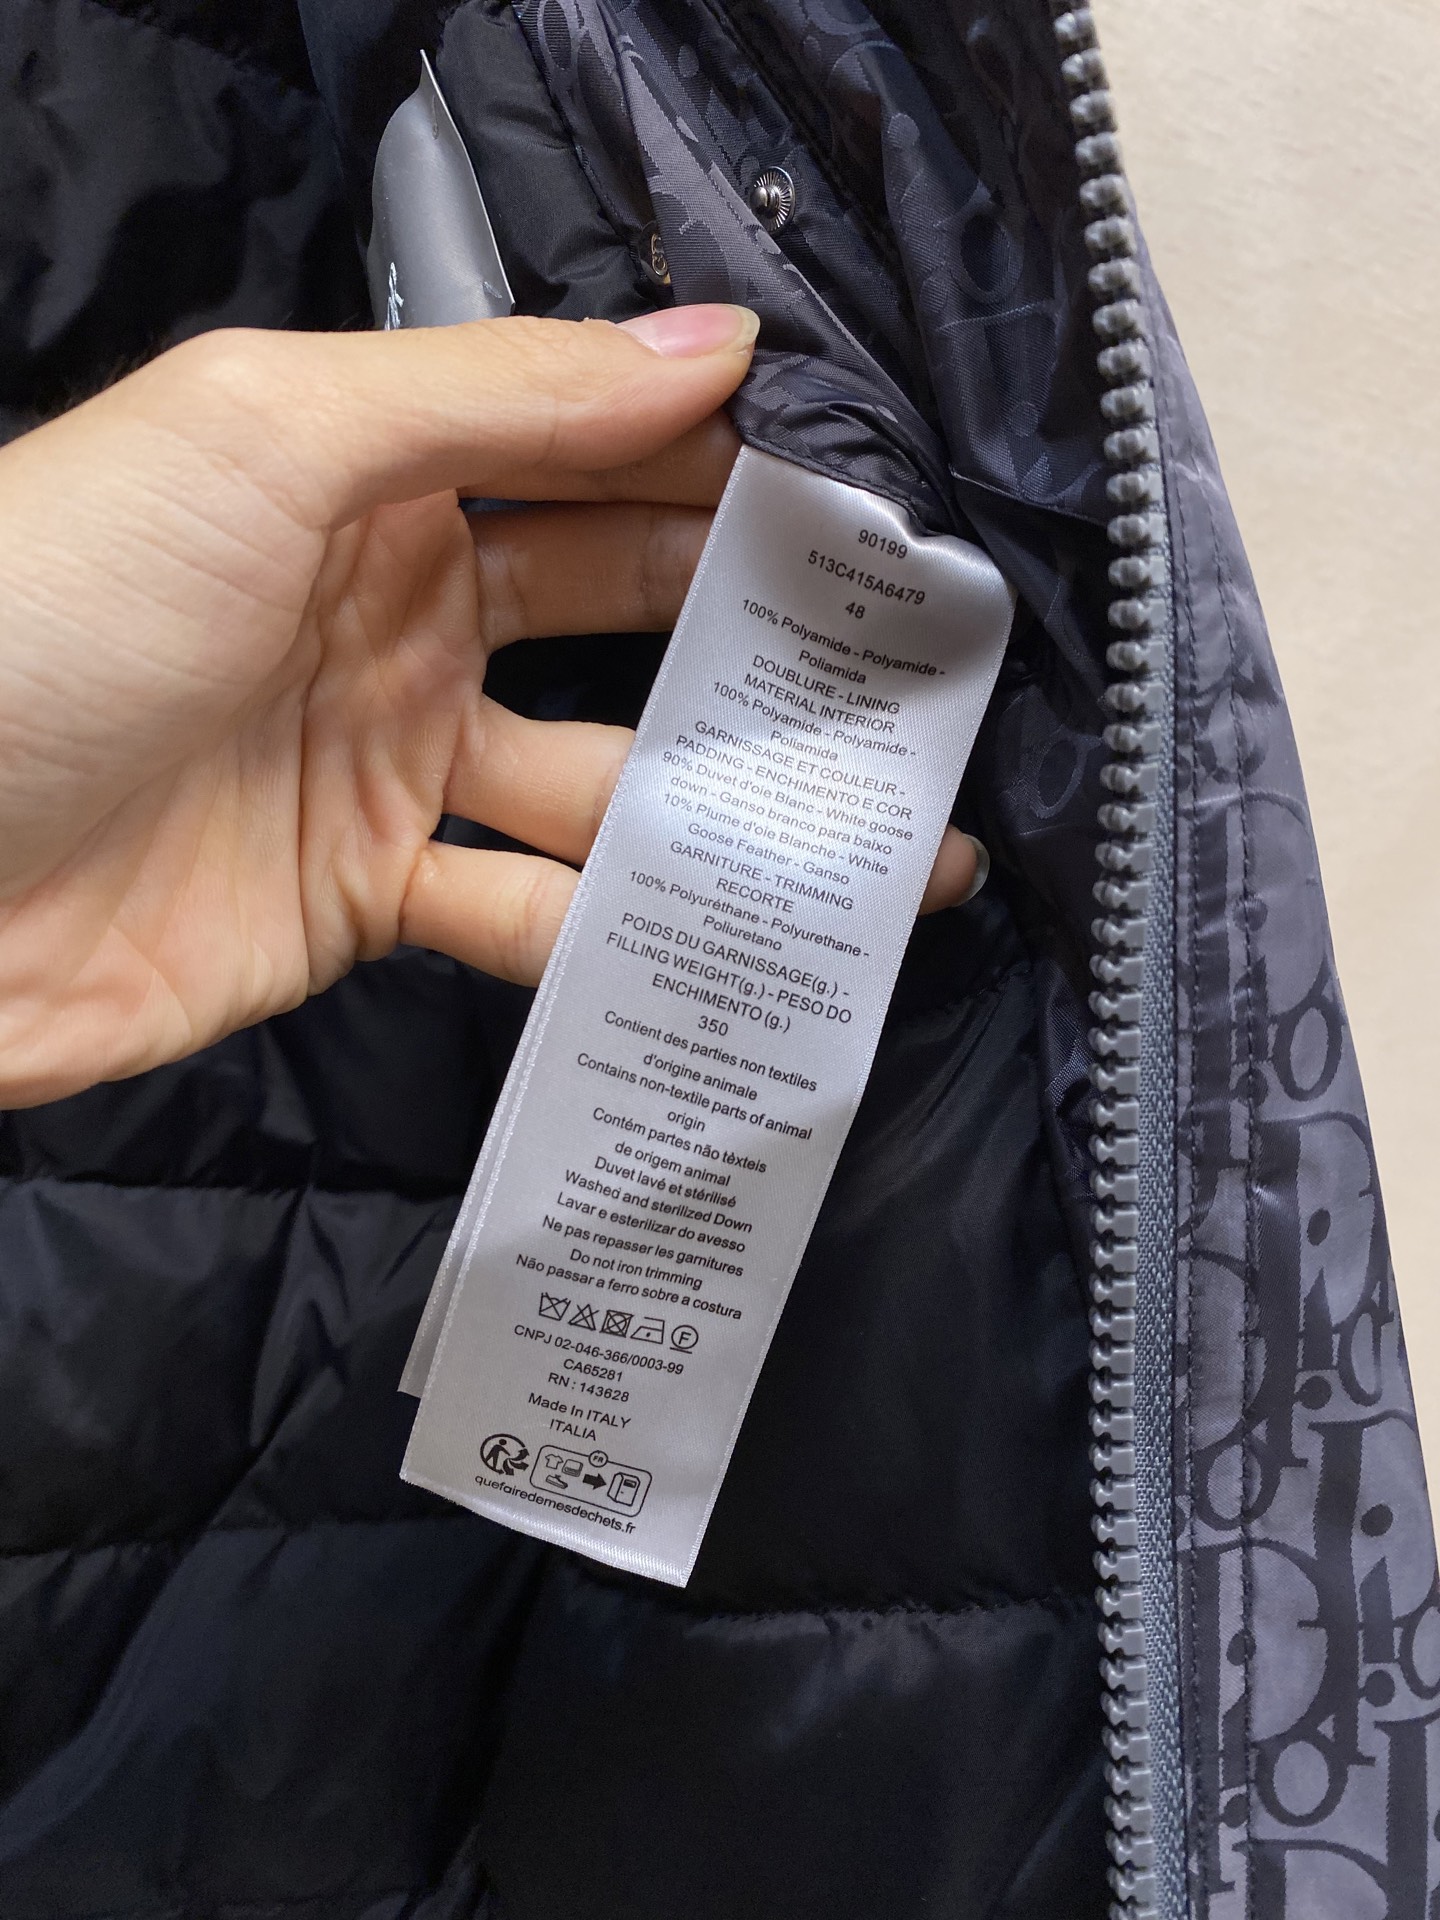 90199
513C415A6479
48
100% Polyamide - Polyamide -
Poliamida
DOUBLURE - LINING
MATERIAL INTERIOR
100% Polyamide - Polyamide -
Poliamida
GARNISSAGE ET COULEUR -
PADDING - ENCHIMENTO E COR
90% Duvet d'oie Blanc - White goose
down - Ganso branco para baixo
10% Plume d'oie Blanche - White
Goose Feather - Ganso
GARNITURE - TRIMMING
RECORTE
100% Polyuréthane - Polyurethane -
Poliuretano
POIDS DU GARNISSAGE(g.) -
FILLING WEIGHT(g.) - PESO DO
ENCHIMENTO (g.)
350
Contient des parties non textiles
d'origine animale
Contains non-textile parts of animal
origin
Contém partes não tèxteis
de origem animal
Duvet lavé et stérilisé
Washed and sterilized Down
Lavar e esterilizar do avesso
Ne pas repasser les garnitures
Do not iron trimming
Não passar a ferro sobre a costura
F
CNPJ 02-046-366/0003-99
CA65281
RN : 143628
Made In ITALY
ITALIA
FR
quefairedemesdechets.fr
Dior
Dior
Dior
Dior